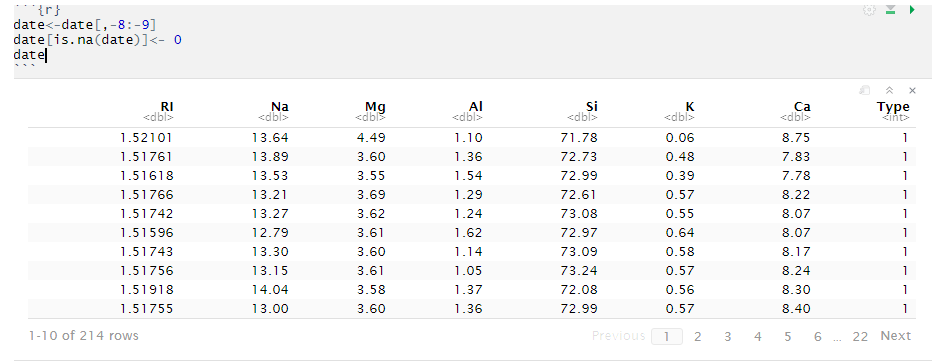 ```{r}
date<-date[,-8:-9]
date[is.na(date)]<- 0
date
```
RI Na Mg Al Si K Ca Type
<dbl> <dbl> <dbl> <dbl> <dbl> <dbl> <dbl> <int>
1.52101 13.64 4.49 1.10 71.78 0.06 8.75 1
1.51761 13.89 3.60 1.36 72.73 0.48 7.83 1
1.51618 13.53 3.55 1.54 72.99 0.39 7.78 1
1.51766 13.21 3.69 1.29 72.61 0.57 8.22 1
1.51742 13.27 3.62 1.24 73.08 0.55 8.07 1
1.51596 12.79 3.61 1.62 72.97 0.64 8.07 1
1.51743 13.30 3.60 1.14 73.09 0.58 8.17 1
1.51756 13.15 3.61 1.05 73.24 0.57 8.24 1
1.51918 14.04 3.58 1.37 72.08 0.56 8.30 1
1.51755 13.00 3.60 1.36 72.99 0.57 8.40 1
1-10 of 214 rows Previous 1 2 3 4 5 6 ... 22 Next